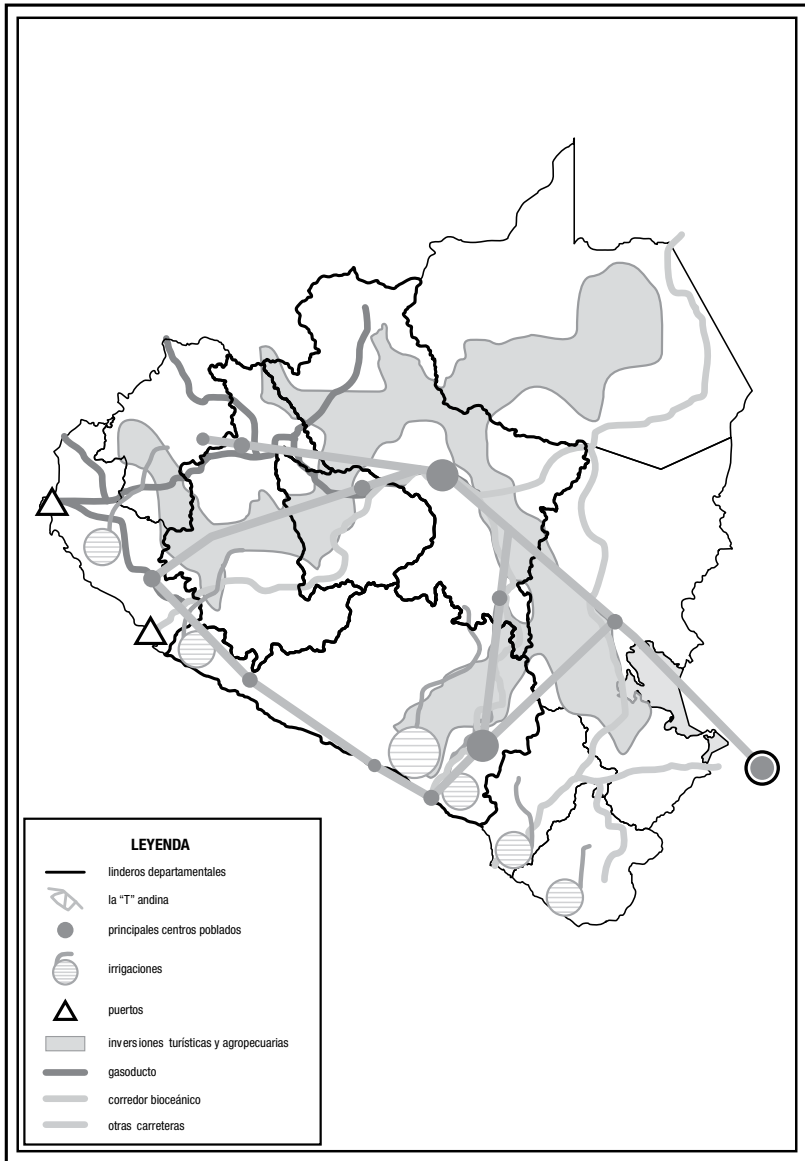 LEYENDA
linderos departamentales
la "T" andina
principales centros poblados
irrigaciones
puertos
inversiones turísticas y agropecuarias
gasoducto
corredor bioceánico
otras carreteras